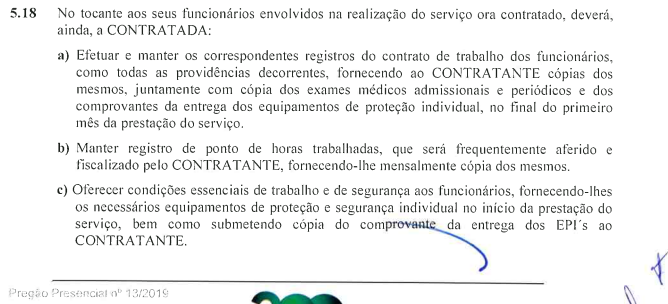 5.18 No tocante aos seus funcionários envolvidos na realização do serviço ora contratado, deverá,
ainda, a CONTRATADA:
a) Efetuar e manter os correspondentes registros do contrato de trabalho dos funcionários,
como todas as providências decorrentes, fornecendo ao CONTRATANTE cópias dos
mesmos, juntamente com cópia dos exames médicos admissionais e periódicos e dos
comprovantes da entrega dos equipamentos de proteção individual, no final do primeiro
mês da prestação do serviço.
b) Manter registro de ponto de horas trabalhadas, que será frequentemente aferido e
fiscalizado pelo CONTRATANTE, fornecendo-lhe mensalmente cópia dos mesmos.
c) Oferecer condições essenciais de trabalho e de segurança aos funcionários, fornecendo-lhes
os necessários equipamentos de proteção e segurança individual no início da prestação do
serviço, bem como submetendo cópia do comprovante da entrega dos EPI´s ao
CONTRATANTE.
Pregão Presencial nº 13/2019